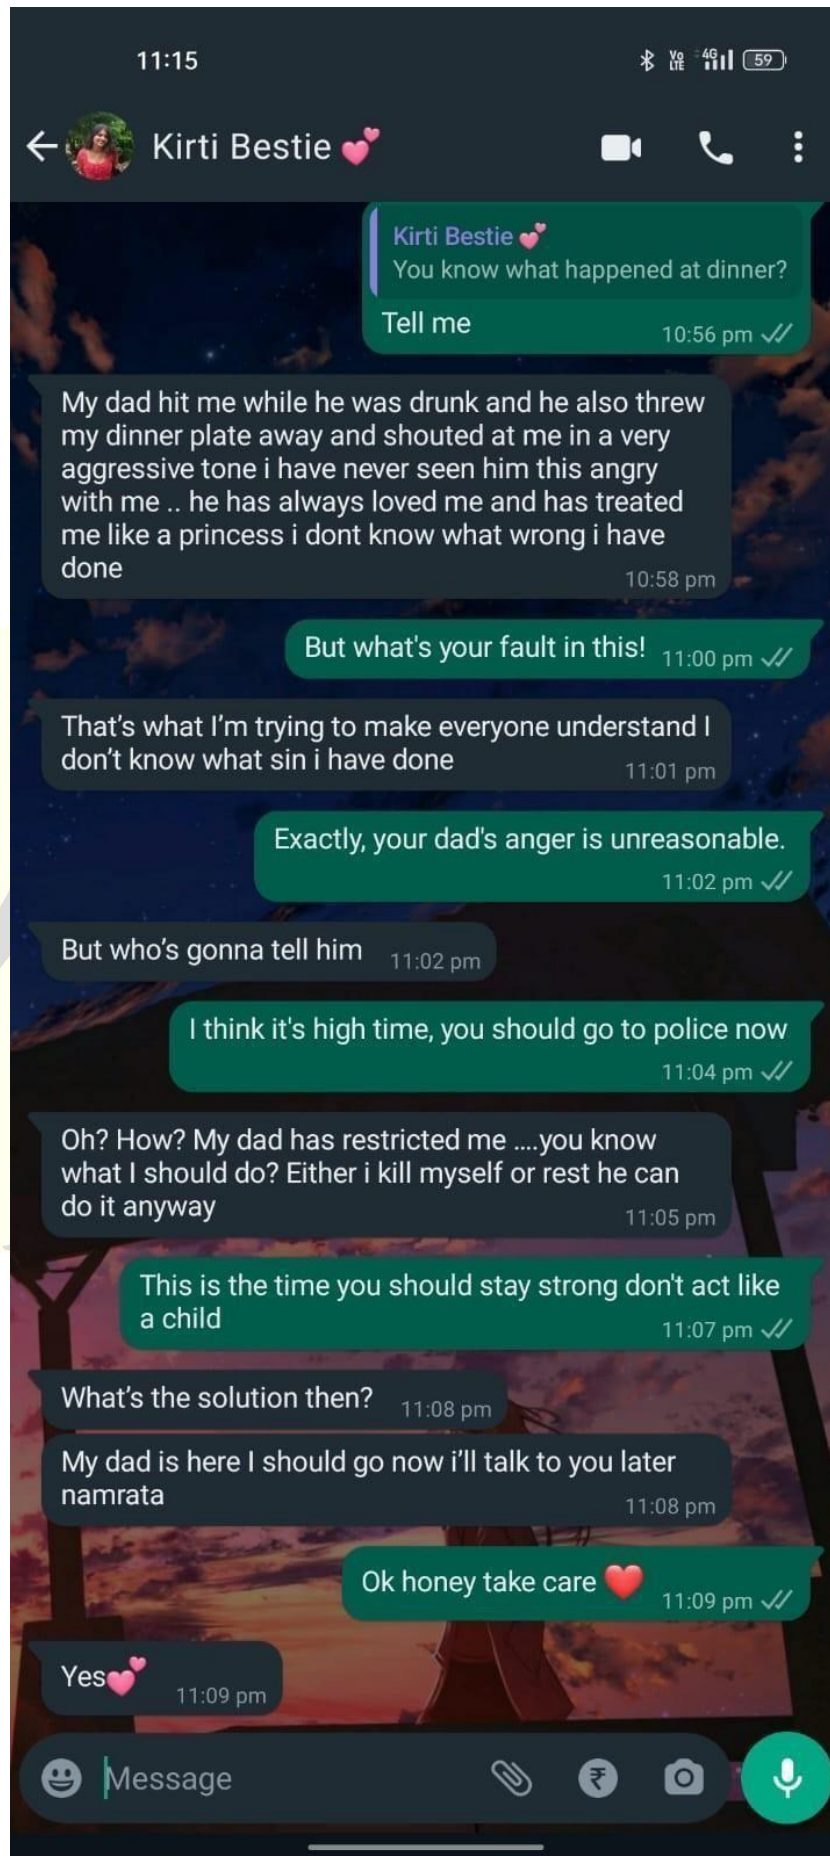 11:15
Vo LTE 4G 59
Kirti Bestie 💕
Kirti Bestie 💕
You know what happened at dinner?
Tell me
10:56 pm
My dad hit me while he was drunk and he also threw
my dinner plate away and shouted at me in a very
aggressive tone i have never seen him this angry
with me .. he has always loved me and has treated
me like a princess i dont know what wrong i have
done
10:58 pm
But what's your fault in this!
11:00 pm
That's what I'm trying to make everyone understand I
don't know what sin i have done
11:01 pm
Exactly, your dad's anger is unreasonable.
11:02 pm
But who's gonna tell him
11:02 pm
I think it's high time, you should go to police now
11:04 pm
Oh? How? My dad has restricted me ....you know
what I should do? Either i kill myself or rest he can
do it anyway
11:05 pm
This is the time you should stay strong don't act like
a child
11:07 pm
What's the solution then?
11:08 pm
My dad is here I should go now i'll talk to you later
namrata
11:08 pm
Ok honey take care ❤️
11:09 pm
Yes💕
11:09 pm
Message
₹